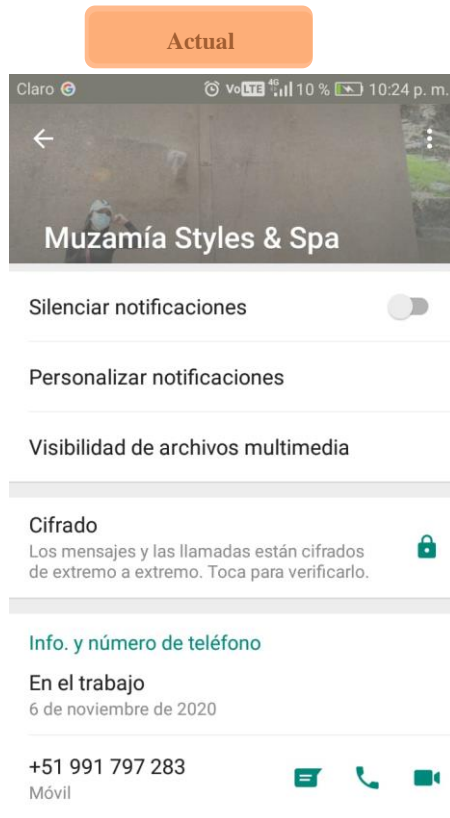 Actual
Claro G VoLTE 4G 10 % 10:24 p. m.
Muzamía Styles & Spa
Silenciar notificaciones
Personalizar notificaciones
Visibilidad de archivos multimedia
Cifrado
Los mensajes y las llamadas están cifrados
de extremo a extremo. Toca para verificarlo.
Info. y número de teléfono
En el trabajo
6 de noviembre de 2020
+51 991 797 283
Móvil